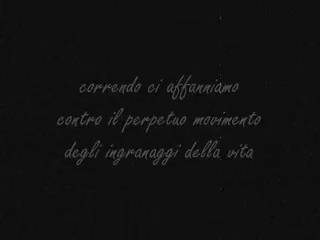 correndo ci affanniamo
contro il perpetuo movimento
degli ingranaggi della vita